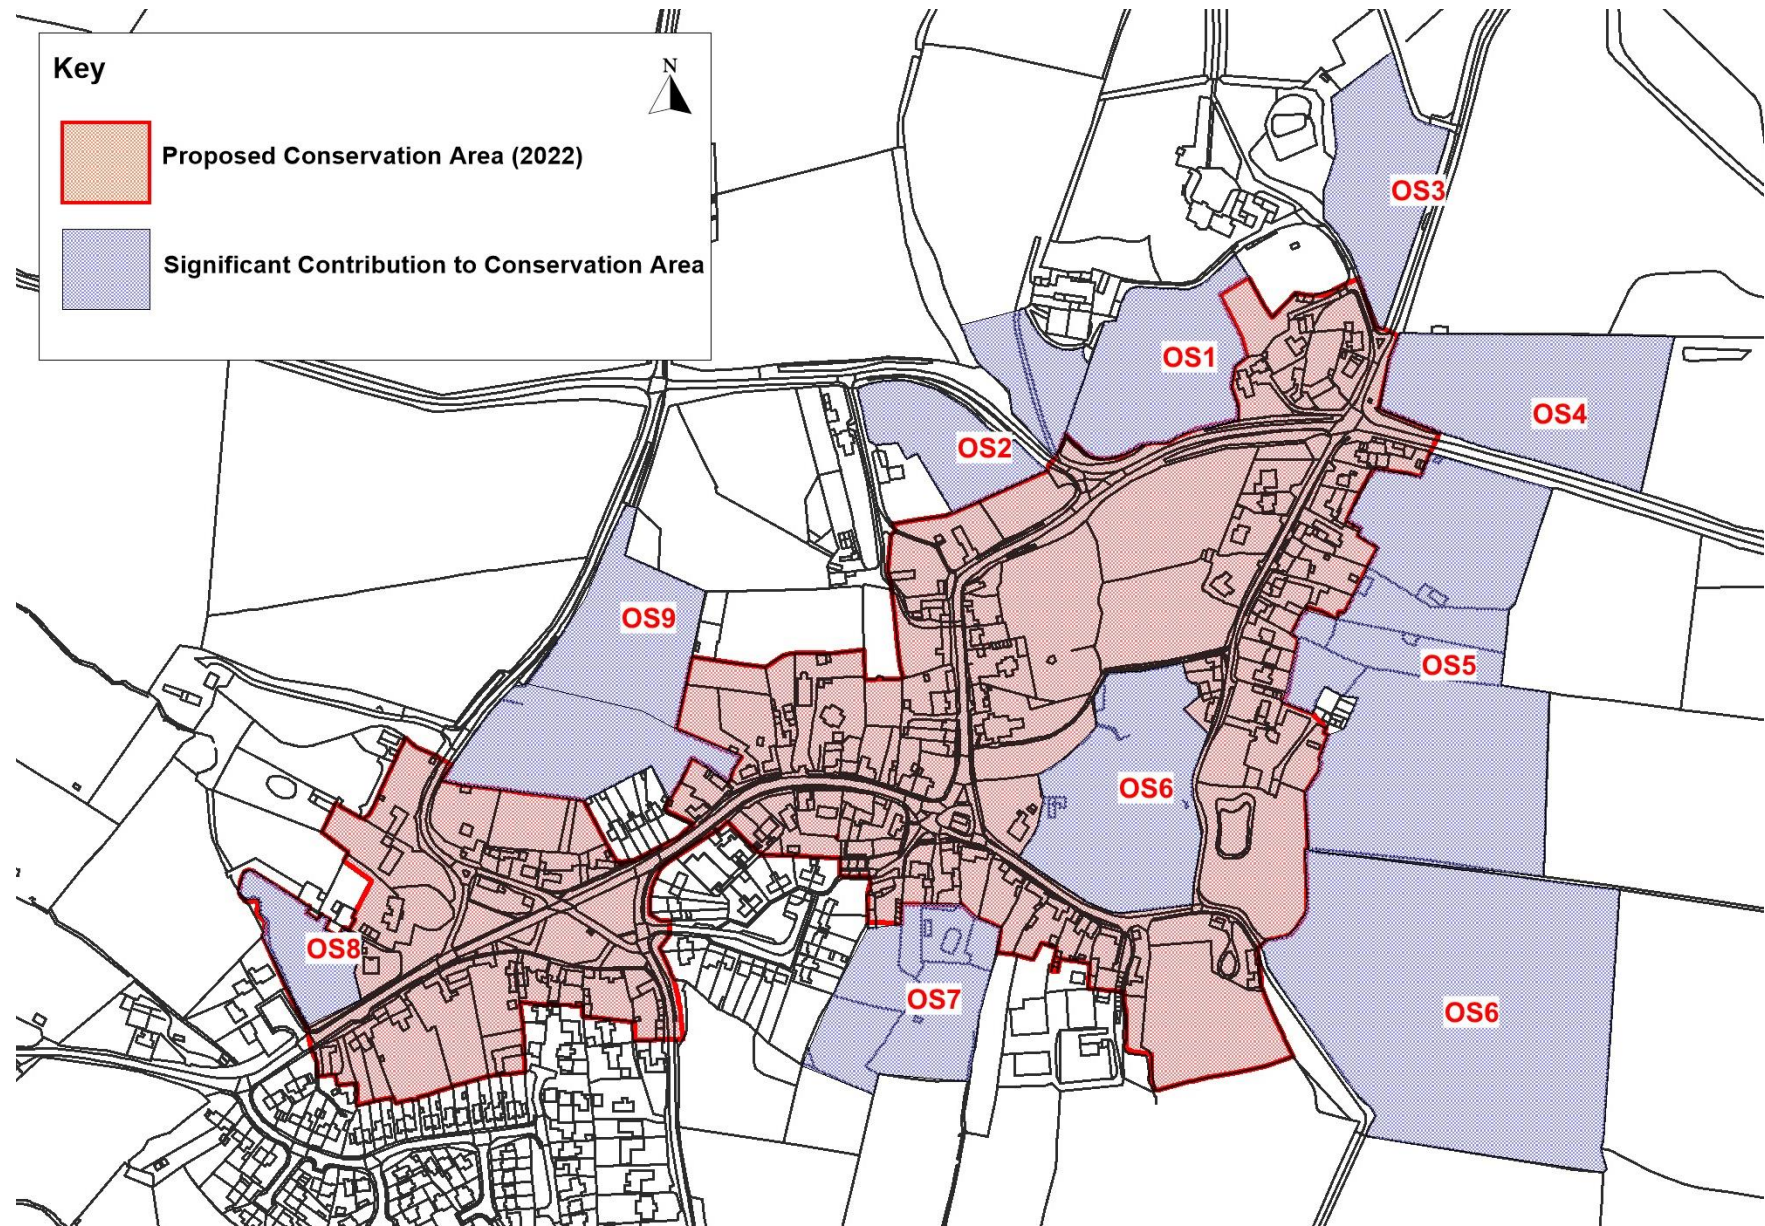 Key
N
Proposed Conservation Area (2022)
Significant Contribution to Conservation Area
OS3
OS1
OS4
OS2
OS9
OS5
OS6
OS8
OS7
OS6